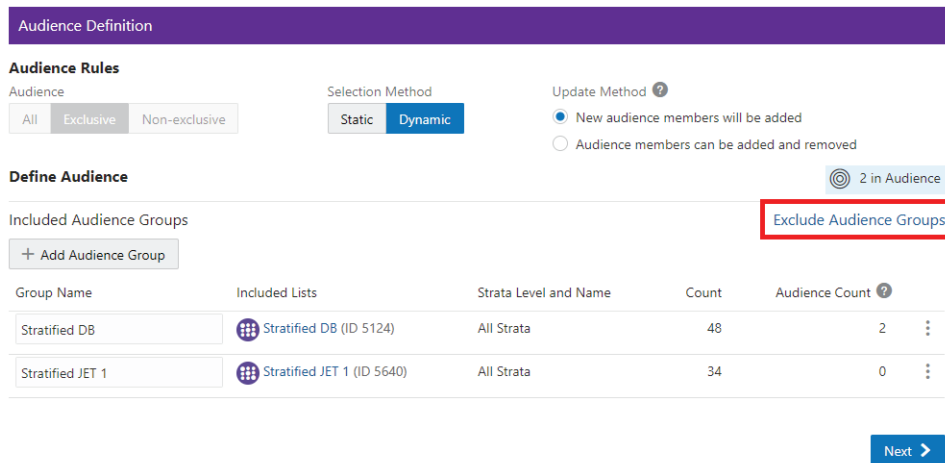 Audience Definition
Audience Rules
Audience Selection Method Update Method ?
All Exclusive Non-exclusive Static Dynamic New audience members will be added
Audience members can be added and removed
Define Audience 2 in Audience
Included Audience Groups Exclude Audience Groups
+ Add Audience Group
Group Name Included Lists Strata Level and Name Count Audience Count ?
Stratified DB Stratified DB (ID 5124) All Strata 48 2
Stratified JET 1 Stratified JET 1 (ID 5640) All Strata 34 0
Next